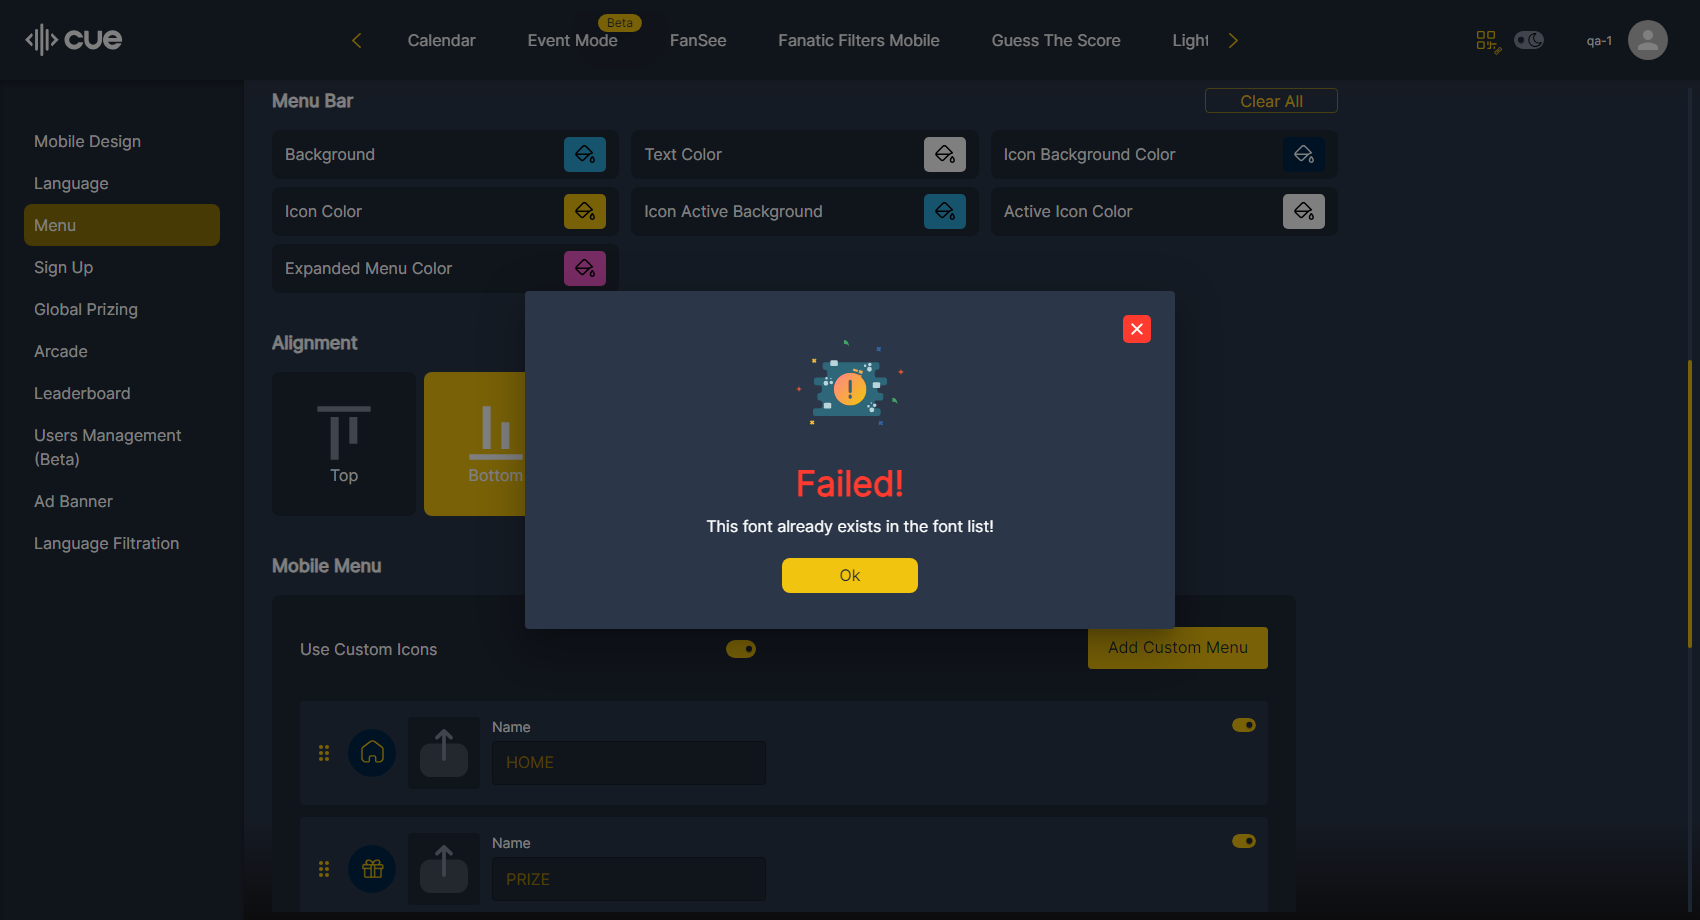 cue
Calendar
Event Mode
Beta
FanSee
Fanatic Filters Mobile
Guess The Score
Light
qa-1
Mobile Design
Language
Menu
Sign Up
Global Prizing
Arcade
Leaderboard
Users Management
(Beta)
Ad Banner
Language Filtration
Menu Bar
Clear All
Background
Text Color
Icon Background Color
Icon Color
Icon Active Background
Active Icon Color
Expanded Menu Color
Alignment
Top
Bottom
Failed!
This font already exists in the font list!
Ok
Mobile Menu
Use Custom Icons
Add Custom Menu
Name
HOME
Name
PRIZE